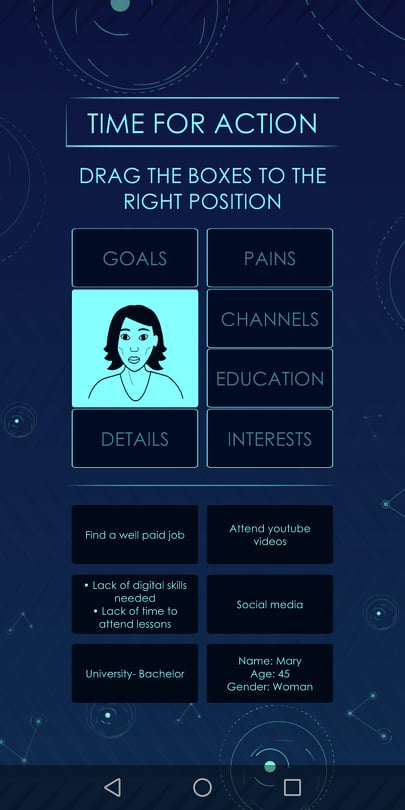 TIME FOR ACTION
DRAG THE BOXES TO THE
RIGHT POSITION
GOALS
PAINS
CHANNELS
EDUCATION
DETAILS
INTERESTS
Find a well paid job
Attend youtube
videos
• Lack of digital skills
needed
• Lack of time to
attend lessons
Social media
University- Bachelor
Name: Mary
Age: 45
Gender: Woman